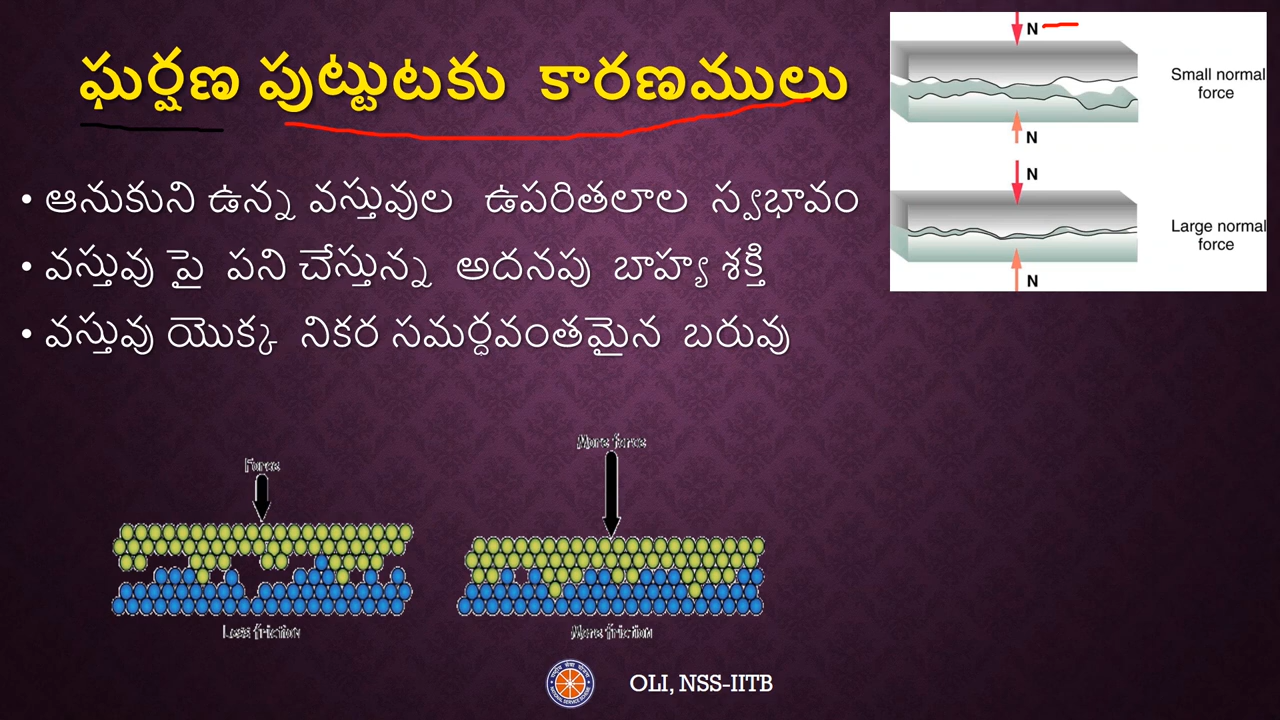 ఘర్షణ పుట్టుటకు కారణములు
• ఆనుకుని ఉన్న వస్తువుల ఉపరితలాల స్వభావం
• వస్తువు పై పని చేస్తున్న అదనపు బాహ్య శక్తి
• వస్తువు యొక్క నికర సమర్ధవంతమైన బరువు
N
Small normal
force
N
N
Large normal
force
N
Force
More force
Less friction
More friction
OLI, NSS-IITB